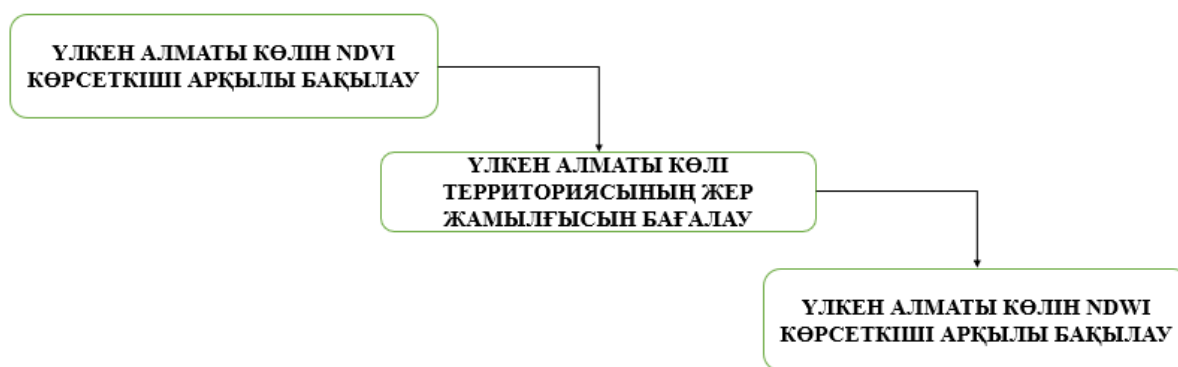 ҮЛКЕН АЛМАТЫ КӨЛІН NDVI
КӨРСЕТКІШІ АРҚЫЛЫ БАҚЫЛАУ
ҮЛКЕН АЛМАТЫ КӨЛІ
ТЕРРИТОРИЯСЫНЫҢ ЖЕР
ЖАМЫЛҒЫСЫН БАҒАЛАУ
ҮЛКЕН АЛМАТЫ КӨЛІН NDWI
КӨРСЕТКІШІ АРҚЫЛЫ БАҚЫЛАУ